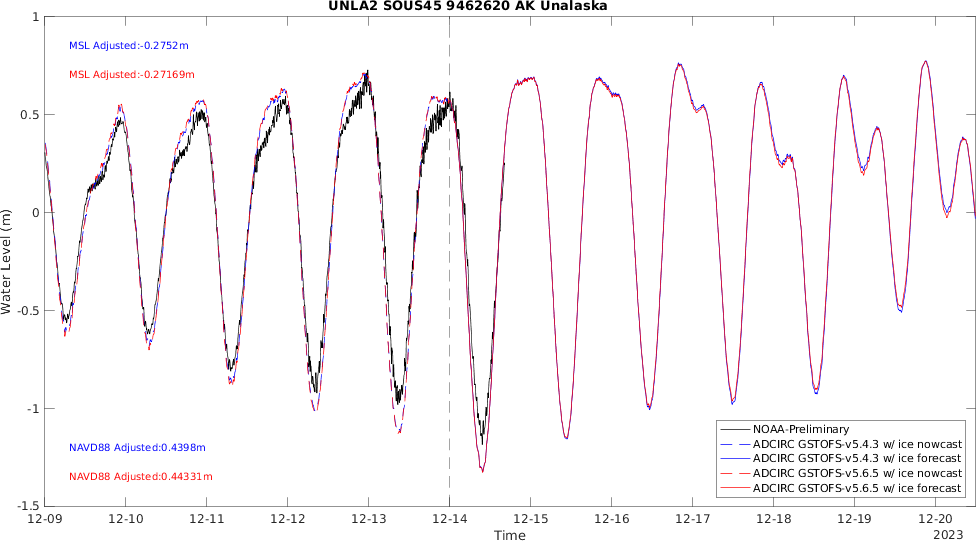 UNLA2 SOUS45 9462620 AK Unalaska
1
MSL Adjusted:-0.2752m
MSL Adjusted:-0.27169m
0.5
0
Water Level (m)
-0.5
-1
NAVD88 Adjusted:0.4398m
NAVD88 Adjusted:0.44331m
-1.5
NOAA-Preliminary
ADCIRC GSTOFS-v5.4.3 w/ ice nowcast
ADCIRC GSTOFS-v5.4.3 w/ ice forecast
ADCIRC GSTOFS-v5.6.5 w/ ice nowcast
ADCIRC GSTOFS-v5.6.5 w/ ice forecast
12-09 12-10 12-11 12-12 12-13 12-14 12-15 12-16 12-17 12-18 12-19 12-20
Time 2023